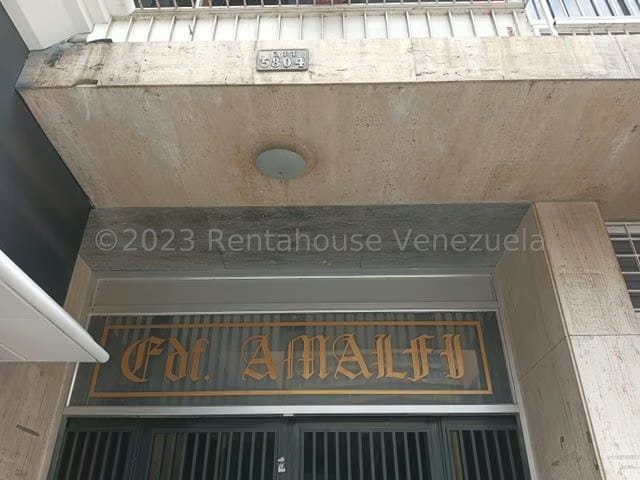 5804
©2023 Rentahouse Venezuela
Edf. AMALFI